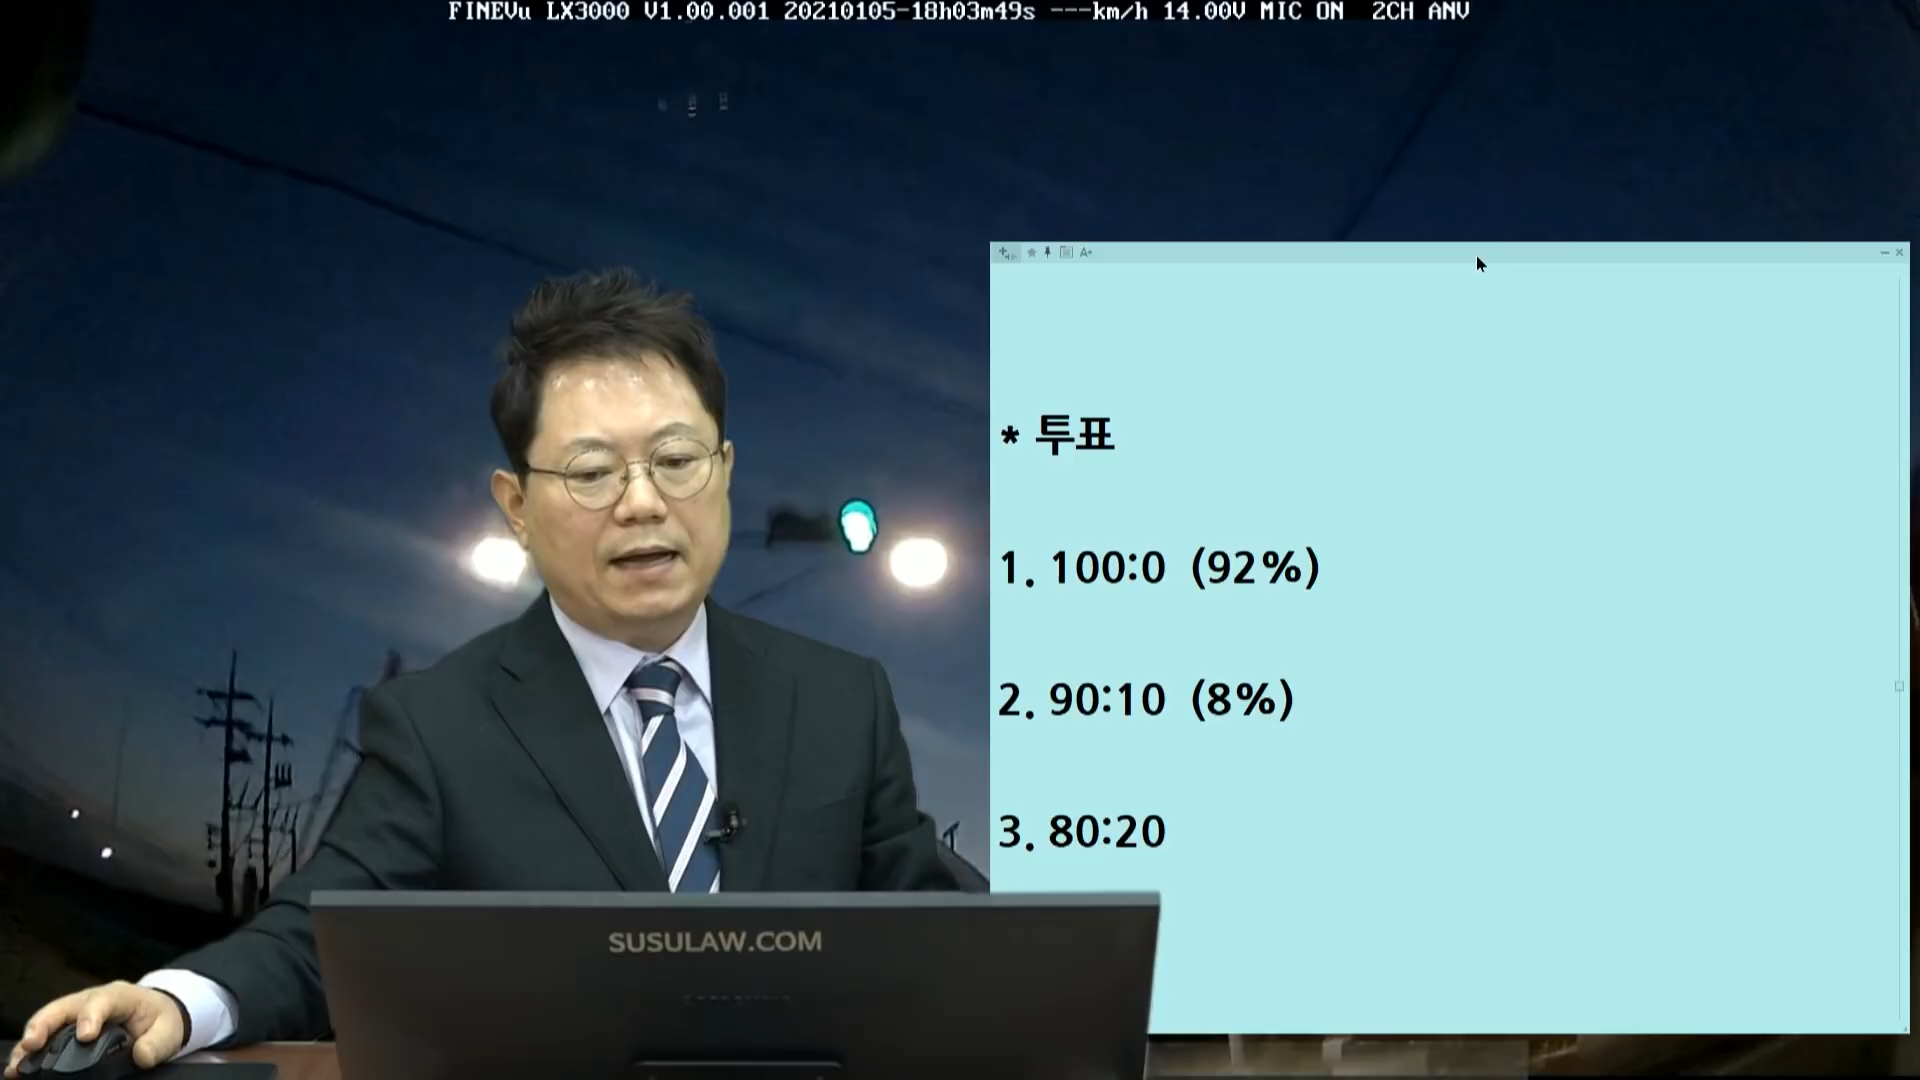 FINEVu LX3000 V1.00.001 20210105-18h03m49s ---km/h 14.00V MIC ON 2CH ANV
* 투표
1. 100:0 (92%)
2. 90:10 (8%)
3. 80:20
SUSULAW.COM